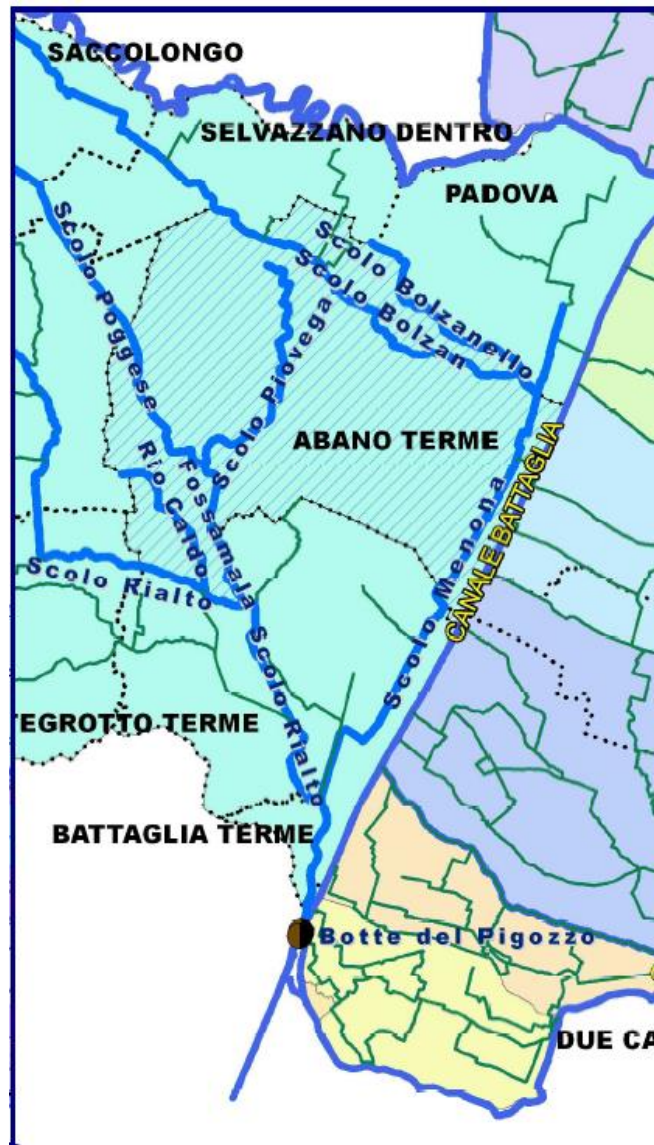 SACCOLONGO
SELVAZZANO DENTRO
PADOVA
Scolo Poggese
Scolo Bolzanello
Scolo Bolzan
Scolo Piovega
ABANO TERME
Rio Caldo
Fossamala
Scolo Menona
CANALE BATTAGLIA
Scolo Rialto
Scolo Rialto
TEGROTTO TERME
BATTAGLIA TERME
Botte del Pigozzo
DUE CA